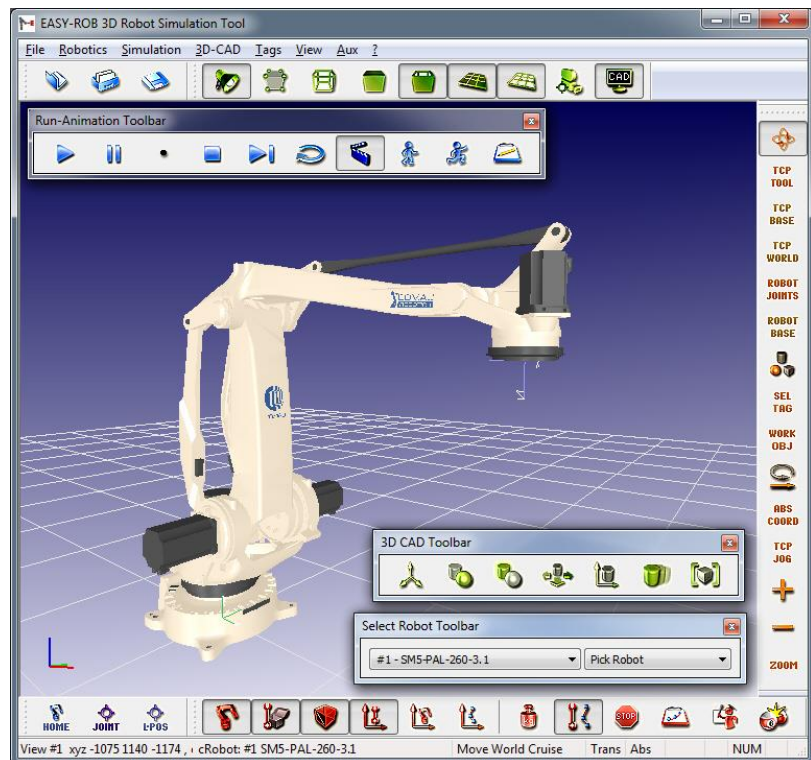 EASY-ROB 3D Robot Simulation Tool
File Robotics Simulation 3D-CAD Tags View Aux ?
CAD
Run-Animation Toolbar
TCP
TOOL
TCP
BASE
TCP
WORLD
ROBOT
JOINTS
ROBOT
BASE
SEL
TAG
WORK
OBJ
ABS
COORD
TCP
JOG
ZOOM
3D CAD Toolbar
Select Robot Toolbar
#1 - SM5-PAL-260-3.1 Pick Robot
HOME JOINT t-POS STOP
View #1 xyz -1075 1140 -1174 , cRobot: #1 SM5-PAL-260-3.1 Move World Cruise Trans Abs NUM